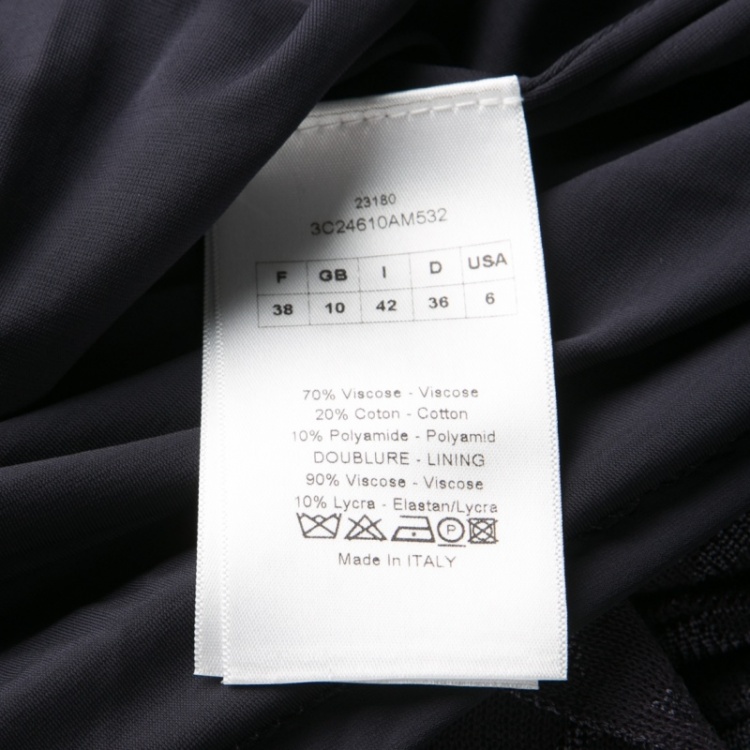 23180
3C24610AM532
F GB I D USA
38 10 42 36 6
70% Viscose - Viscose
20% Coton - Cotton
10% Polyamide - Polyamid
DOUBLURE - LINING
90% Viscose - Viscose
10% Lycra - Elastan/Lycra
P
Made In ITALY